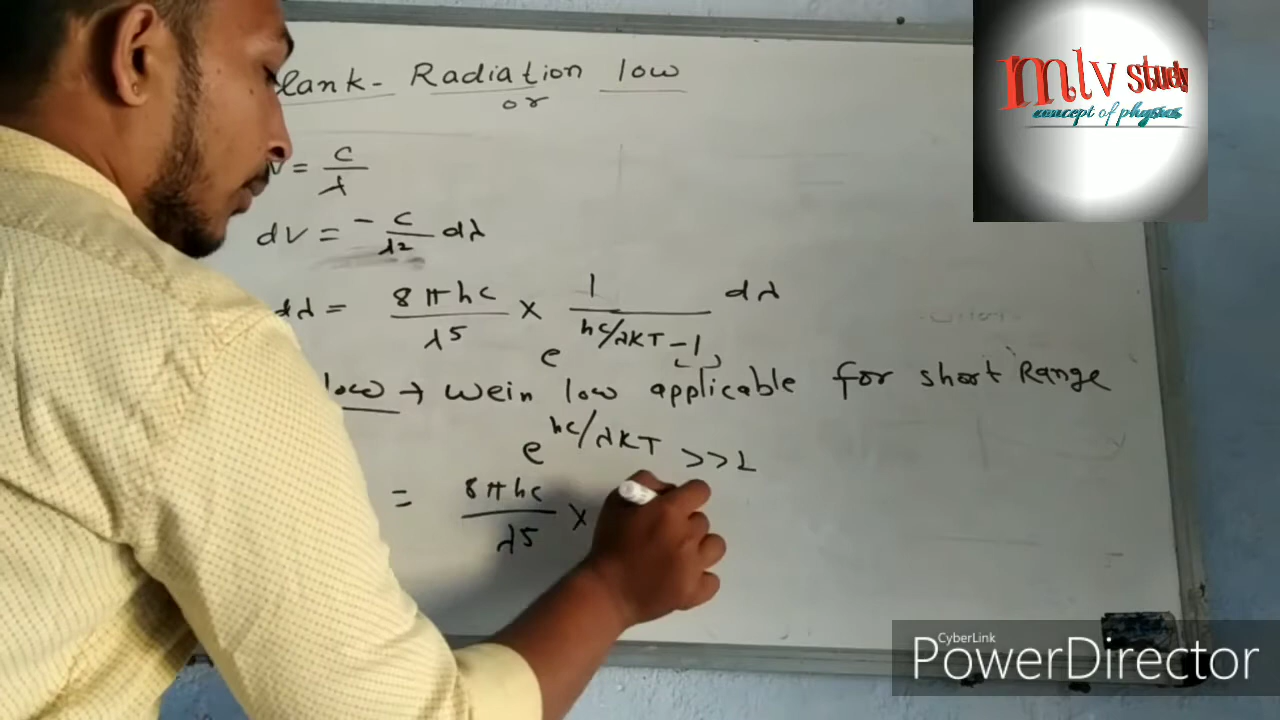 lank - Radiation low
or
ν = c/λ
dν = - c/λ² dλ
dλ = 8πhc/λ⁵ × 1/(e^(hc/λKT) - 1) dλ
low → wein low applicable for short Range
e^(hc/λKT) >> 1
= 8πhc/λ⁵ ×
mlv study
concept of physics
CyberLink
PowerDirector